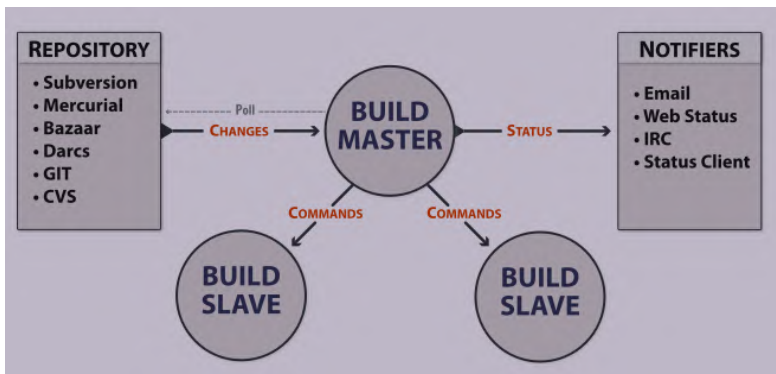 REPOSITORY
• Subversion
• Mercurial
• Bazaar
• Darcs
• GIT
• CVS
Poll
CHANGES
BUILD
MASTER
STATUS
NOTIFIERS
• Email
• Web Status
• IRC
• Status Client
COMMANDS
COMMANDS
BUILD
SLAVE
BUILD
SLAVE